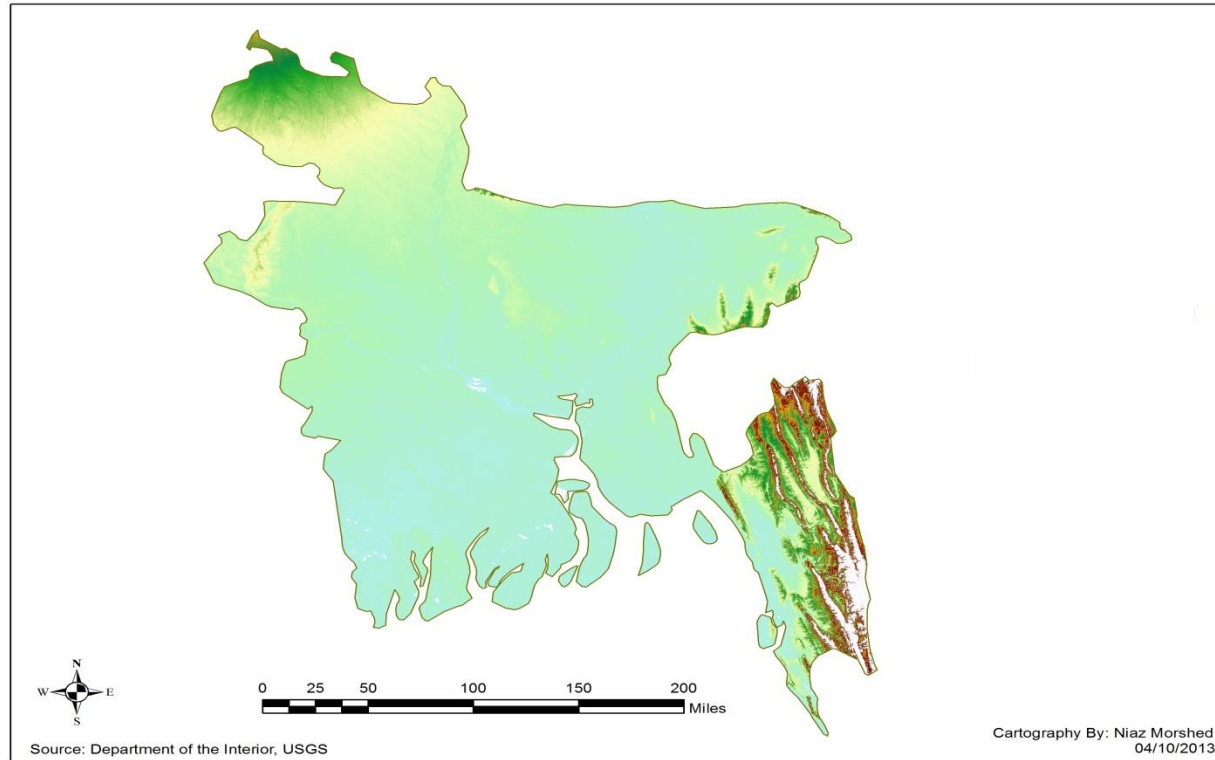 N
W E
S
0 25 50 100 150 200
Miles
Source: Department of the Interior, USGS
Cartography By: Niaz Morshed
04/10/2013